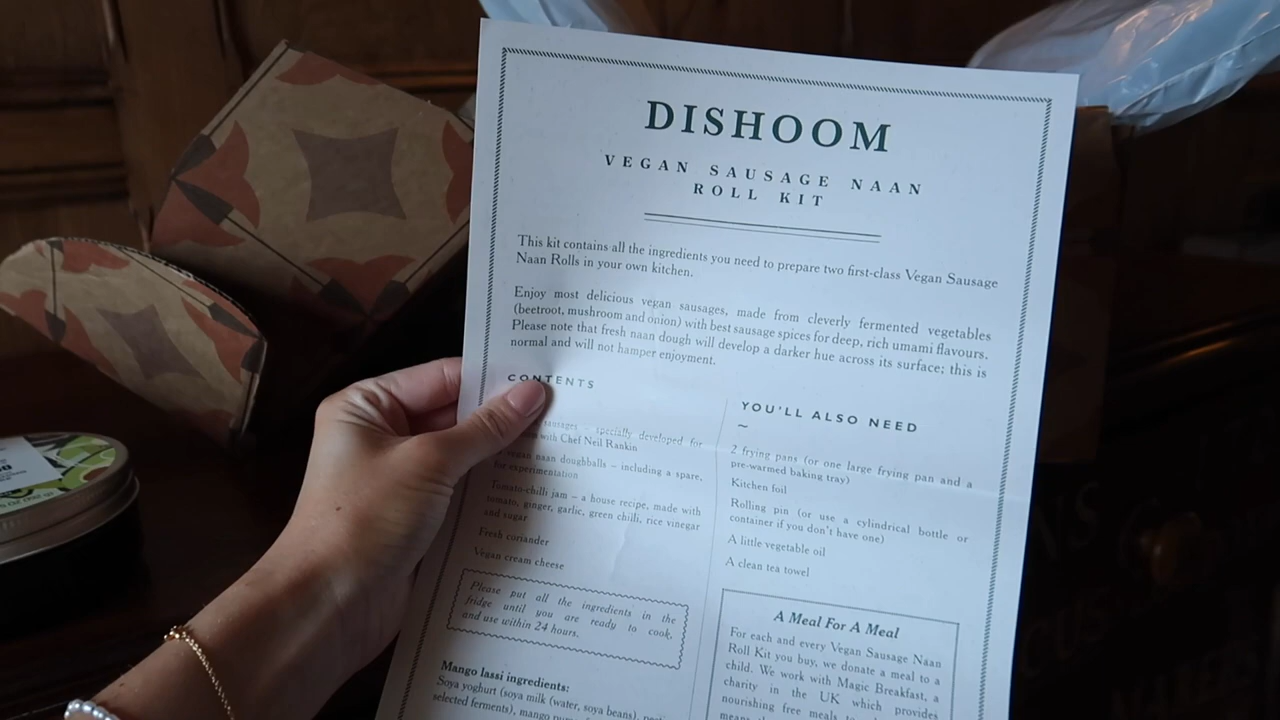 DISHOOM
VEGAN SAUSAGE NAAN
ROLL KIT
This kit contains all the ingredients you need to prepare two first-class Vegan Sausage
Naan Rolls in your own kitchen.
Enjoy most delicious vegan sausages, made from cleverly fermented vegetables
(beetroot, mushroom and onion) with best sausage spices for deep, rich umami flavours.
Please note that fresh naan dough will develop a darker hue across its surface; this is
normal and will not hamper enjoyment.
CONTENTS
sausages – specially developed for
with Chef Neil Rankin
vegan naan doughballs – including a spare,
for experimentation
Tomato-chilli jam – a house recipe, made with
tomato, ginger, garlic, green chilli, rice vinegar
and sugar
Fresh coriander
Vegan cream cheese
Please put all the ingredients in the
fridge until you are ready to cook,
and use within 24 hours.
Mango lassi ingredients:
Soya yoghurt (soya milk (water, soya beans),
selected ferments), mango
YOU'LL ALSO NEED
~
2 frying pans (or one large frying pan and a
pre-warmed baking tray)
Kitchen foil
Rolling pin (or use a cylindrical bottle or
container if you don't have one)
A little vegetable oil
A clean tea towel
A Meal For A Meal
For each and every Vegan Sausage Naan
Roll Kit you buy, we donate a meal to a
child. We work with Magic Breakfast, a
charity in the UK which provides
nourishing free meals to
means